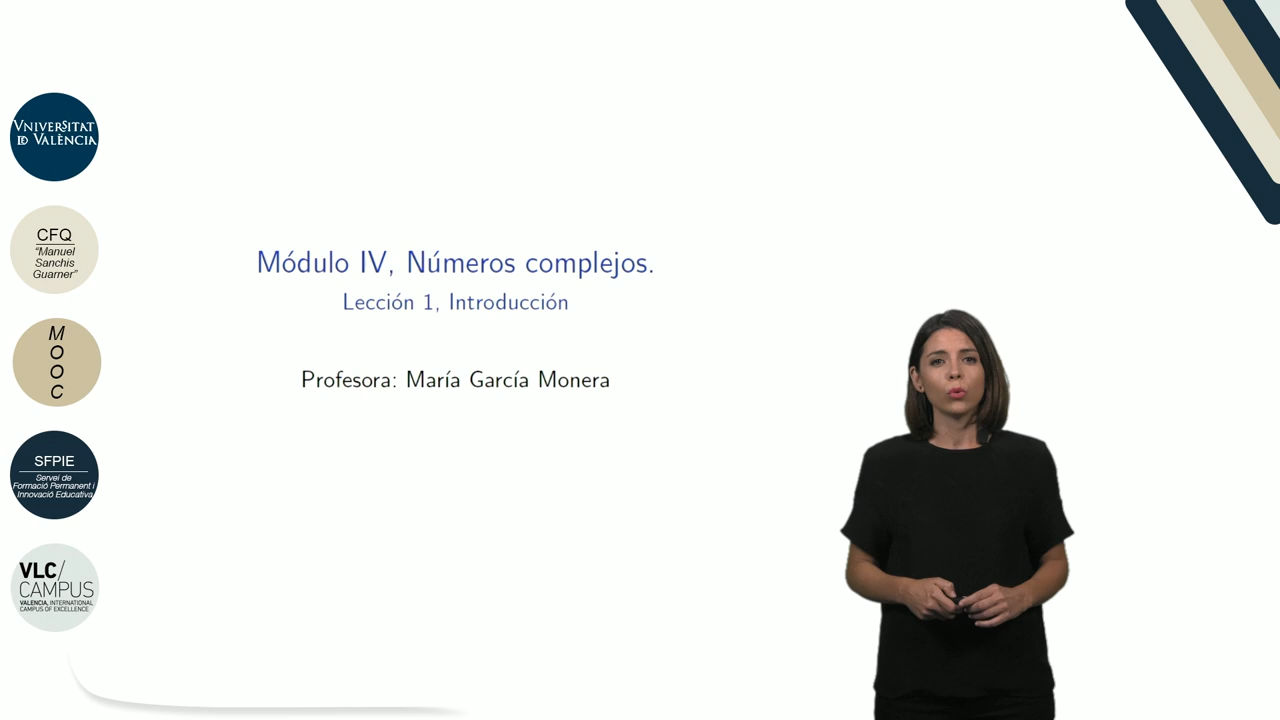 VNIVERSITAT
ID VALÈNCIA
CFQ
"Manuel
Sanchis
Guarner"
M
O
O
C
SFPIE
Servei de
Formació Permanent i
Innovació Educativa
VLC/
CAMPUS
VALENCIA, INTERNATIONAL
CAMPUS OF EXCELLENCE
Módulo IV, Números complejos.
Lección 1, Introducción
Profesora: María García Monera